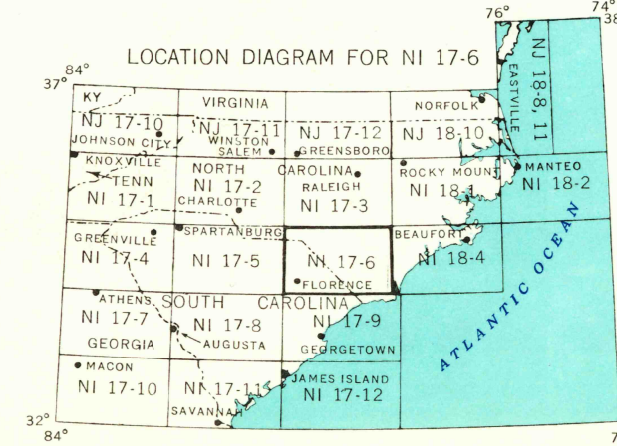 76°
74°
38
LOCATION DIAGRAM FOR NI 17-6
37°
84°
KY
VIRGINIA
NORFOLK
EASTVILLE
NJ 18-8, 11
NJ 17-10
NJ 17-11
NJ 17-12
NJ 18-10
JOHNSON CITY
WINSTON
SALEM
GREENSBORO
KNOXVILLE
NORTH CAROLINA
ROCKY MOUNT
MANTEO
TENN
NI 17-2
RALEIGH
NI 18-1
NI 18-2
NI 17-1
CHARLOTTE
NI 17-3
GREENVILLE
SPARTANBURG
BEAUFORT
NI 17-4
NI 17-5
NI 17-6
NI 18-4
FLORENCE
ATHENS
SOUTH CAROLINA
NI 17-7
NI 17-8
NI 17-9
GEORGIA
AUGUSTA
GEORGETOWN
ATLANTIC OCEAN
MACON
NI 17-10
NI 17-11
JAMES ISLAND
NI 17-12
SAVANNAH
32°
84°
7